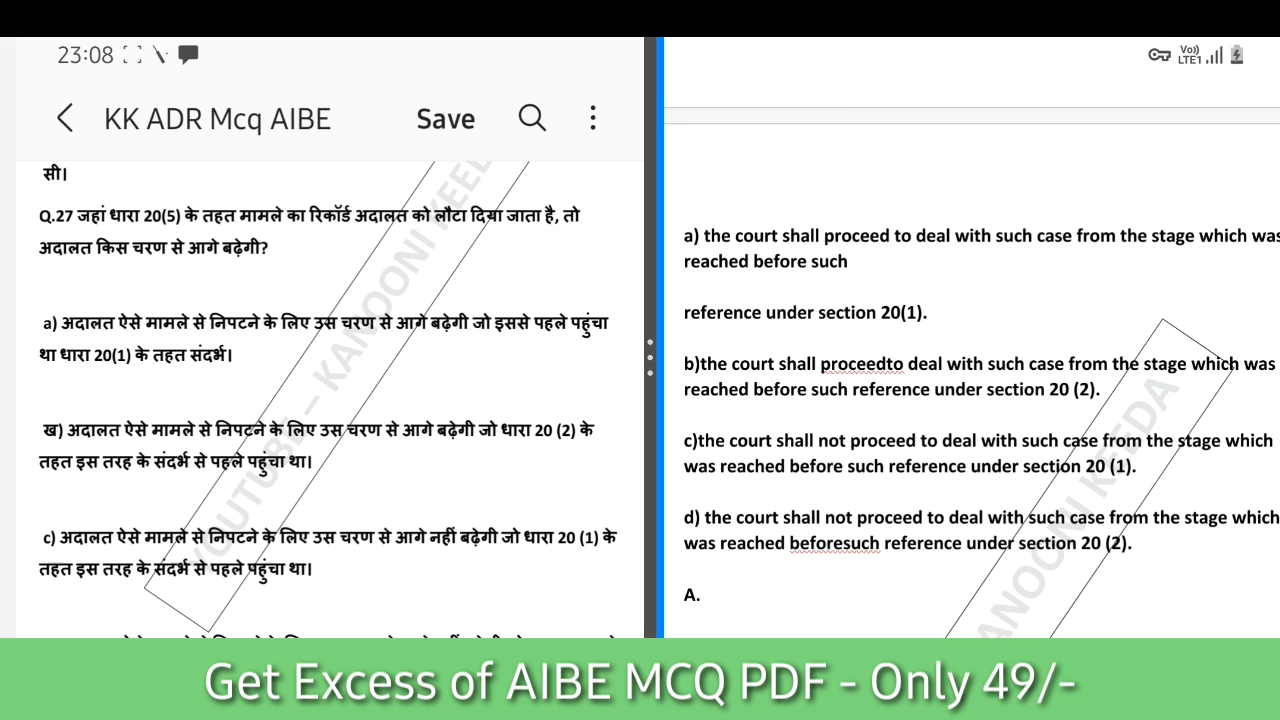 23:08
Vo))
LTE1
KK ADR Mcq AIBE
Save
सी।
Q.27 जहां धारा 20(5) के तहत मामले का रिकॉर्ड अदालत को लौटा दिया जाता है, तो
अदालत किस चरण से आगे बढ़ेगी?
a) अदालत ऐसे मामले से निपटने के लिए उस चरण से आगे बढ़ेगी जो इससे पहले पहुंचा
था धारा 20(1) के तहत संदर्भ।
ख) अदालत ऐसे मामले से निपटने के लिए उस चरण से आगे बढ़ेगी जो धारा 20 (2) के
तहत इस तरह के संदर्भ से पहले पहुंचा था।
c) अदालत ऐसे मामले से निपटने के लिए उस चरण से आगे नहीं बढ़ेगी जो धारा 20 (1) के
तहत इस तरह के संदर्भ से पहले पहुंचा था।
YOUTUBE – KANOONI KEED
a) the court shall proceed to deal with such case from the stage which was
reached before such
reference under section 20(1).
b)the court shall proceedto deal with such case from the stage which was
reached before such reference under section 20 (2).
c)the court shall not proceed to deal with such case from the stage which
was reached before such reference under section 20 (1).
d) the court shall not proceed to deal with such case from the stage which
was reached beforesuch reference under section 20 (2).
A.
ANOONI KEEDA
Get Excess of AIBE MCQ PDF - Only 49/-